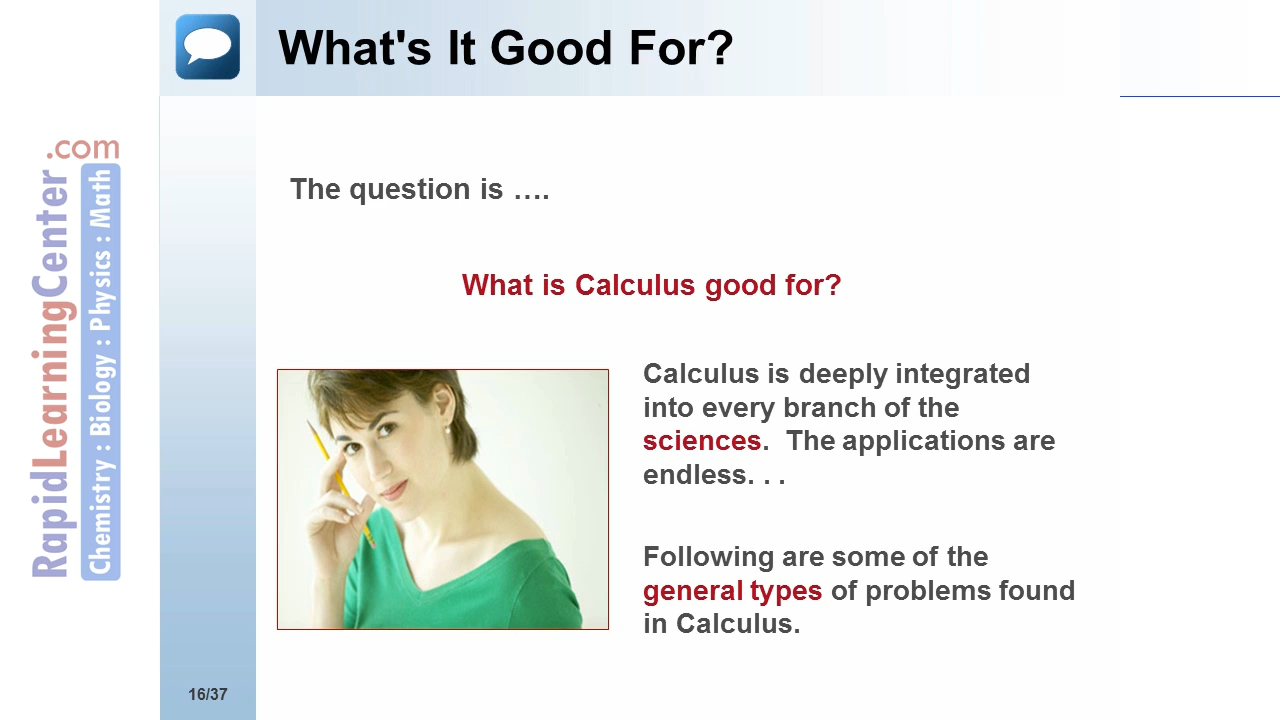 What's It Good For?
The question is ….
What is Calculus good for?
Calculus is deeply integrated
into every branch of the
sciences.  The applications are
endless. . .
Following are some of the
general types of problems found
in Calculus.
RapidLearningCenter
.com
Chemistry : Biology : Physics : Math
16/37